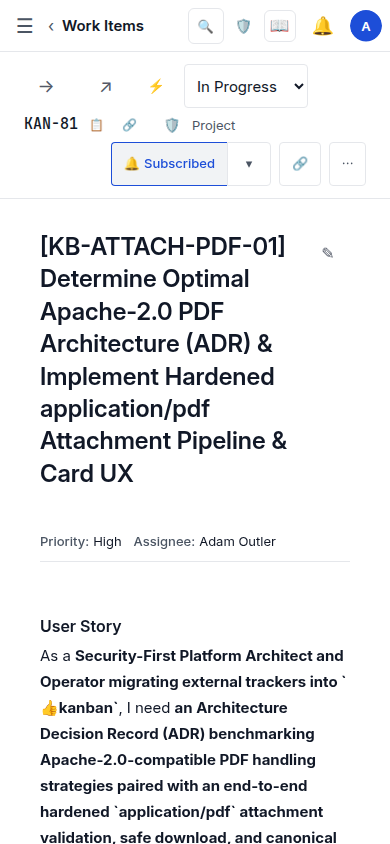 Work Items
A
In Progress
KAN-81
Project
Subscribed
[KB-ATTACH-PDF-01]
Determine Optimal
Apache-2.0 PDF
Architecture (ADR) &
Implement Hardened
application/pdf
Attachment Pipeline &
Card UX
Priority: High Assignee: Adam Outler
User Story
As a Security-First Platform Architect and
Operator migrating external trackers into `
👍kanban`, I need an Architecture
Decision Record (ADR) benchmarking
Apache-2.0-compatible PDF handling
strategies paired with an end-to-end
hardened `application/pdf` attachment
validation, safe download, and canonical